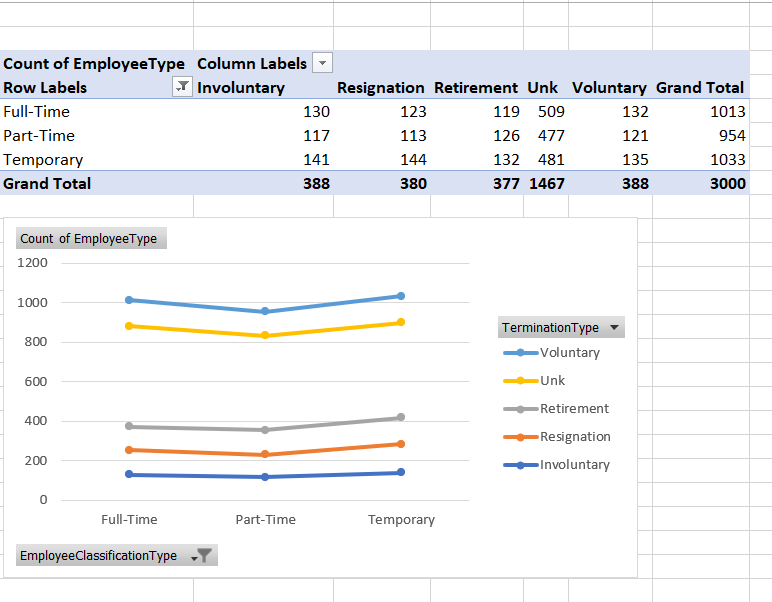 Count of EmployeeType Column Labels
Row Labels Involuntary Resignation Retirement Unk Voluntary Grand Total
Full-Time 130 123 119 509 132 1013
Part-Time 117 113 126 477 121 954
Temporary 141 144 132 481 135 1033
Grand Total 388 380 377 1467 388 3000
Count of EmployeeType
1200
1000
800
600
400
200
0
Full-Time Part-Time Temporary
TerminationType
Voluntary
Unk
Retirement
Resignation
Involuntary
EmployeeClassificationType